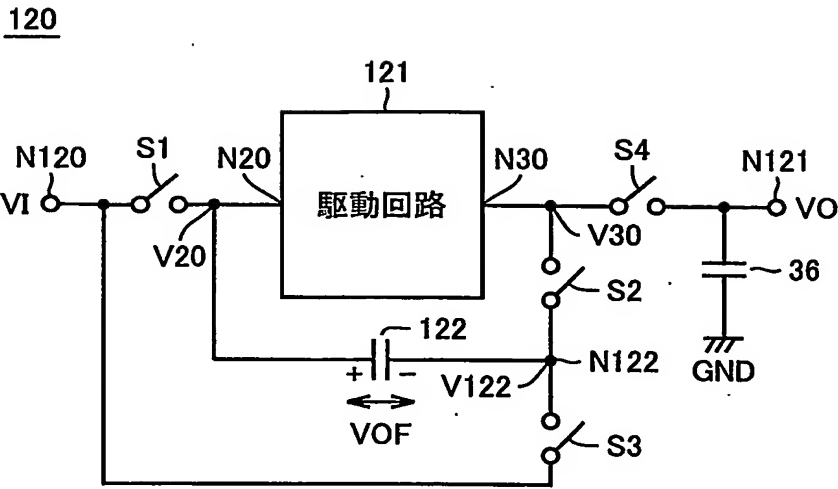 120
121
N120
S1
N20
N30
S4
N121
VI
駆動回路
VO
V20
V30
S2
36
122
+
−
V122
N122
GND
VOF
S3